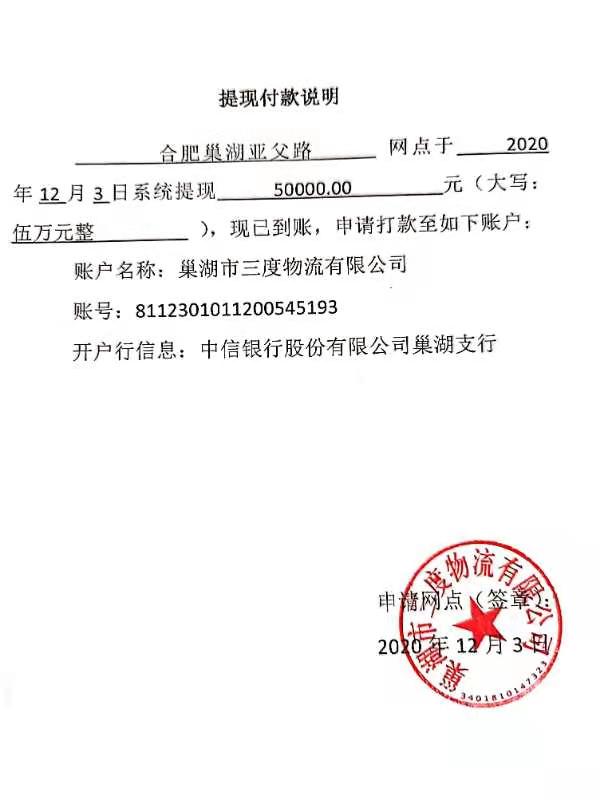 提现付款说明
合肥巢湖亚父路 网点于 2020
年 12 月 3 日系统提现 50000.00 元（大写：
伍万元整 ），现已到账，申请打款至如下账户：
账户名称：巢湖市三度物流有限公司
账号：8112301011200545193
开户行信息：中信银行股份有限公司巢湖支行
申请网点（签章）：
2020 年 12 月 3 日
巢湖市三度物流有限公司
3401810147323